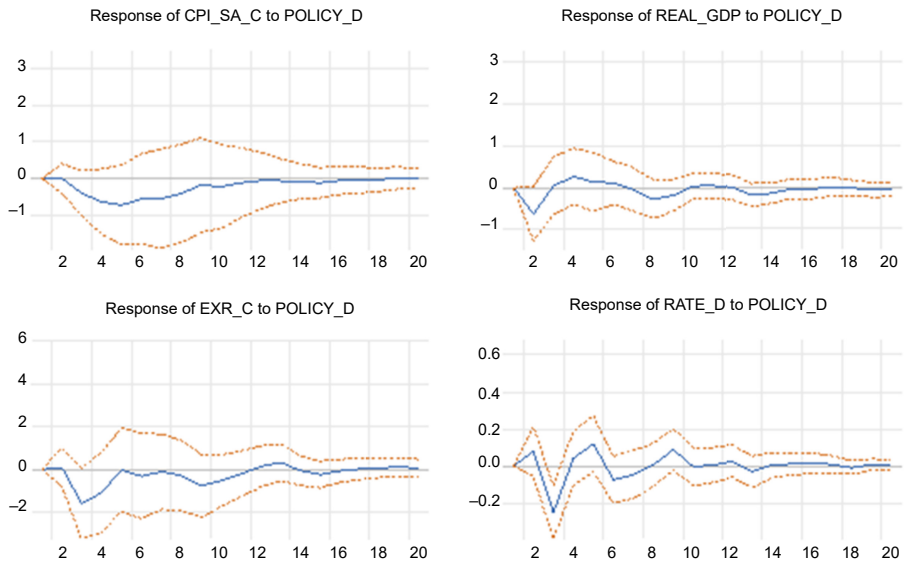 Response of CPI_SA_C to POLICY_D
3
2
1
0
–1
2 4 6 8 10 12 14 16 18 20
Response of REAL_GDP to POLICY_D
3
2
1
0
–1
2 4 6 8 10 12 14 16 18 20
Response of EXR_C to POLICY_D
6
4
2
0
–2
2 4 6 8 10 12 14 16 18 20
Response of RATE_D to POLICY_D
0.6
0.4
0.2
0.0
–0.2
2 4 6 8 10 12 14 16 18 20